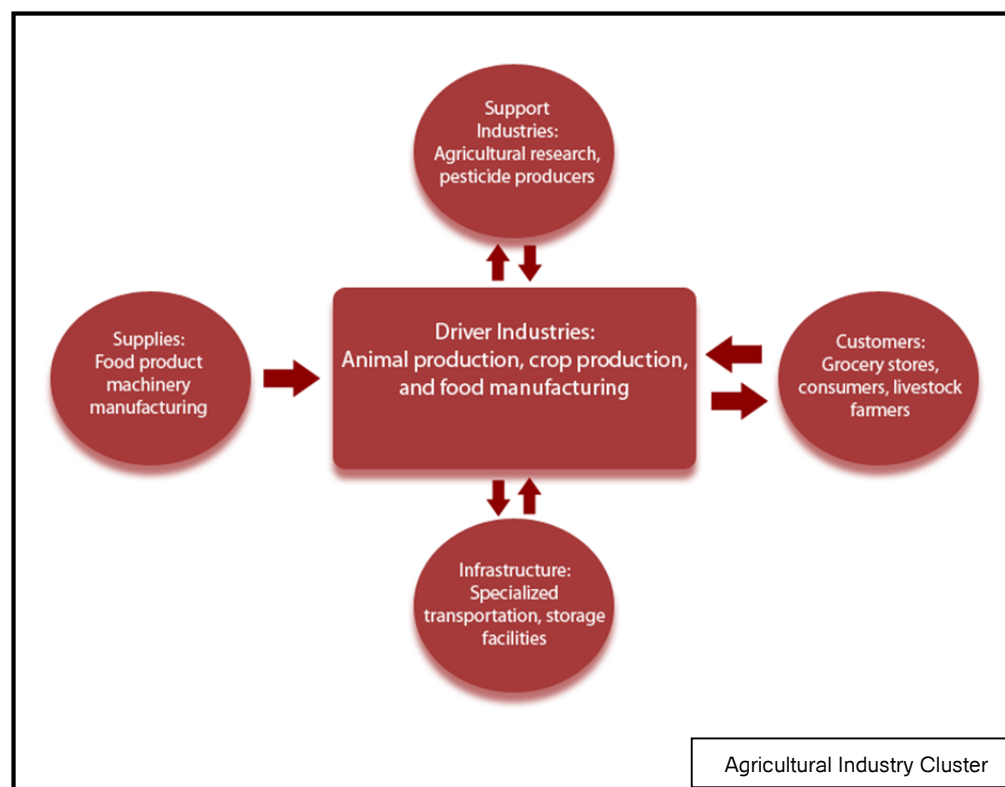 Support
Industries:
Agricultural research,
pesticide producers
Supplies:
Food product
machinery
manufacturing
Driver Industries:
Animal production, crop production,
and food manufacturing
Customers:
Grocery stores,
consumers, livestock
farmers
Infrastructure:
Specialized
transportation, storage
facilities
Agricultural Industry Cluster